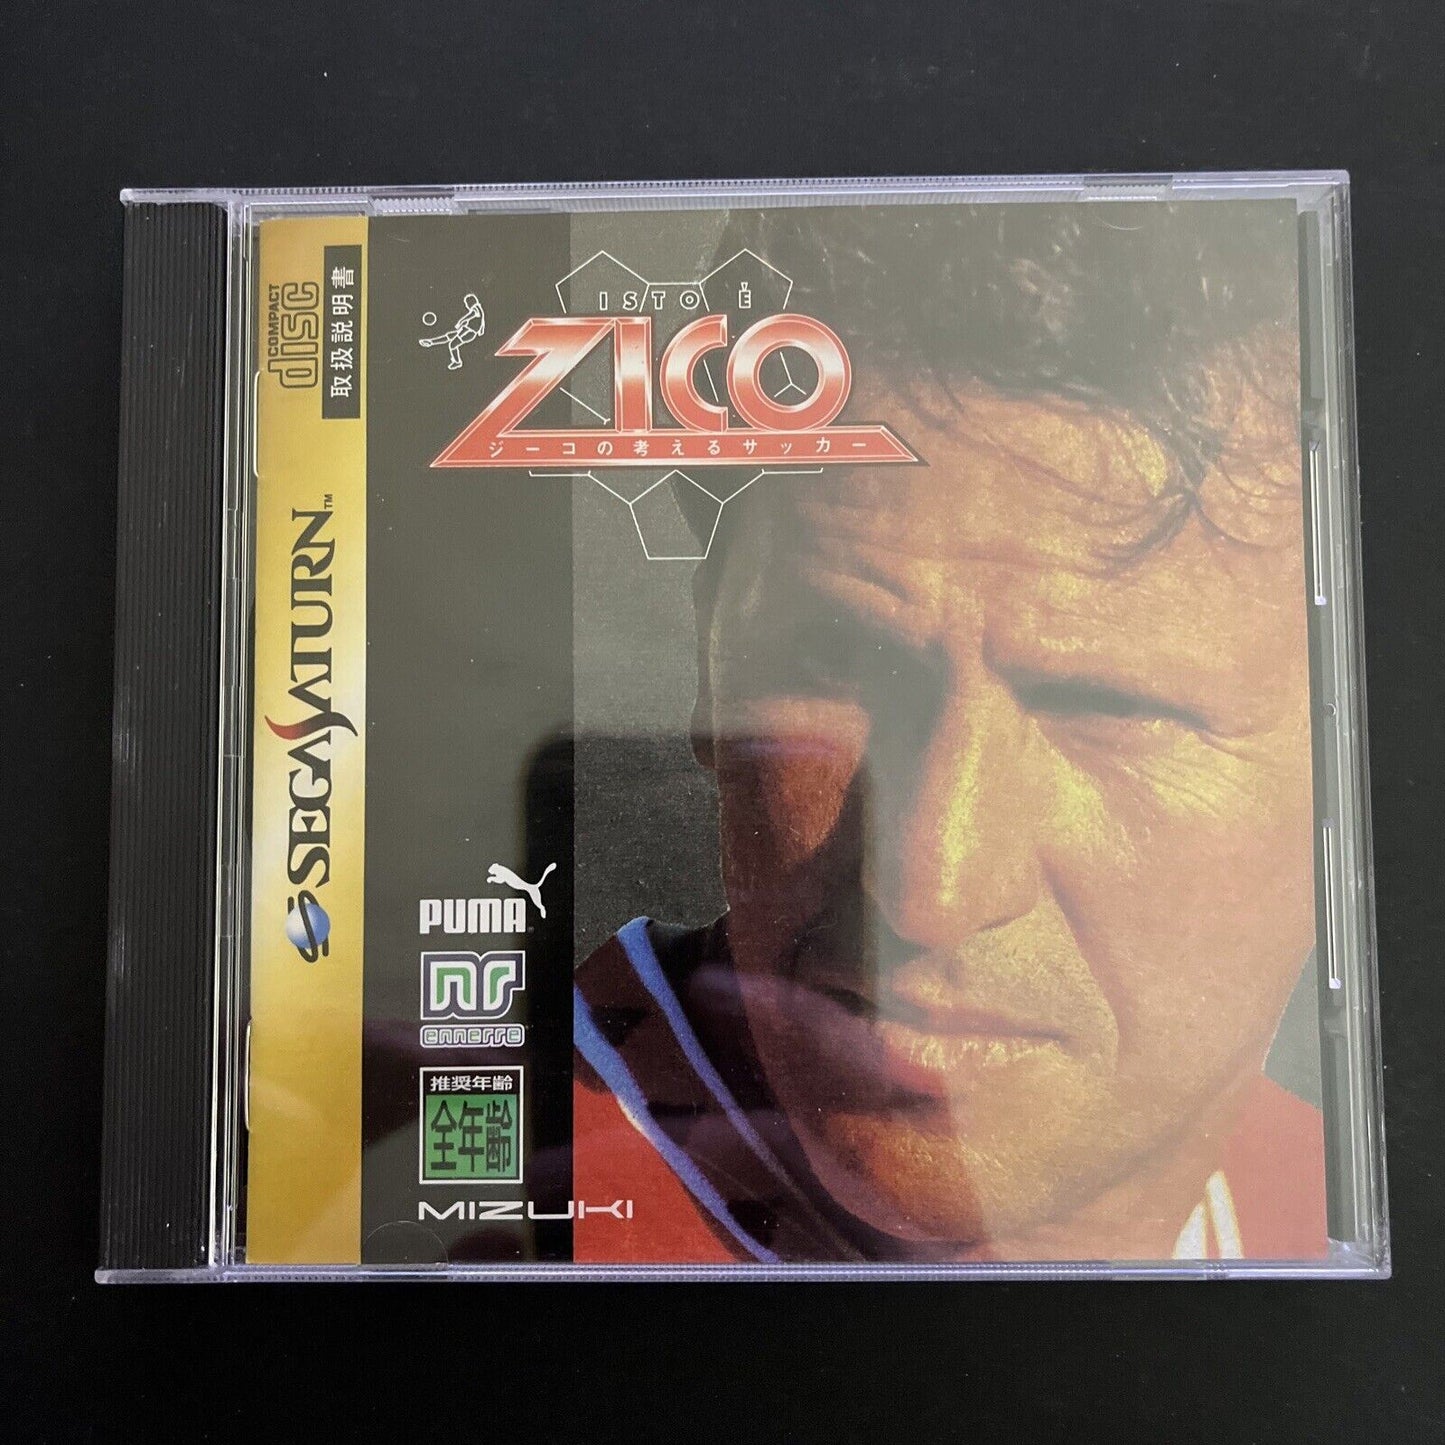 COMPACT
disc
取扱説明書
SEGA SATURN™
ISTO É
ZICO
ジーコの考えるサッカー
PUMA
nr
ennerre
推奨年齢
全年齢
MIZUKI